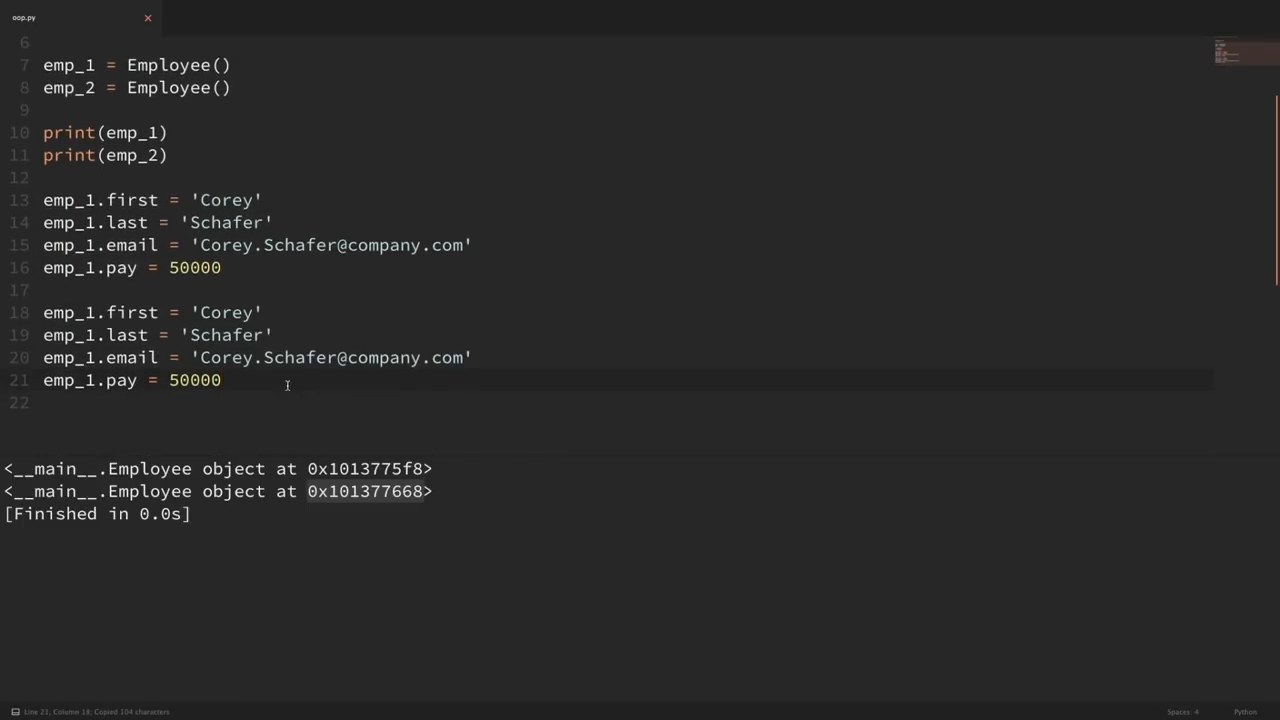 oop.py ×
6
7 emp_1 = Employee()
8 emp_2 = Employee()
9
10 print(emp_1)
11 print(emp_2)
12
13 emp_1.first = 'Corey'
14 emp_1.last = 'Schafer'
15 emp_1.email = 'Corey.Schafer@company.com'
16 emp_1.pay = 50000
17
18 emp_1.first = 'Corey'
19 emp_1.last = 'Schafer'
20 emp_1.email = 'Corey.Schafer@company.com'
21 emp_1.pay = 50000
22
<__main__.Employee object at 0x1013775f8>
<__main__.Employee object at 0x101377668>
[Finished in 0.0s]
Line 21, Column 18; Copied 104 characters Spaces: 4 Python